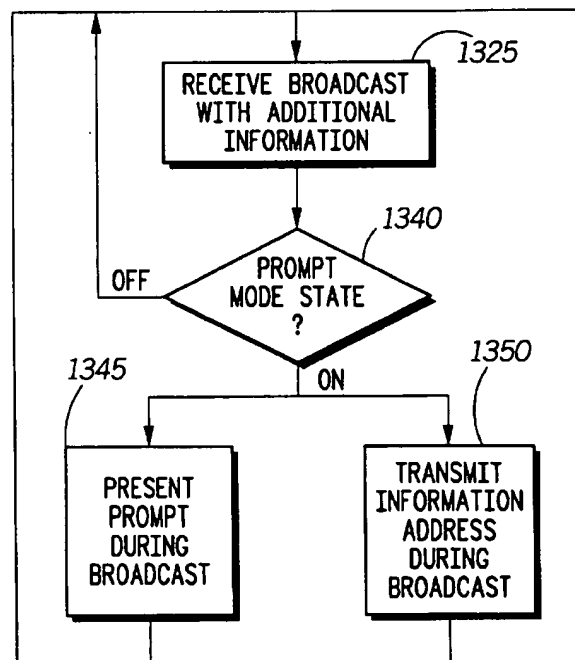 1325
RECEIVE BROADCAST
WITH ADDITIONAL
INFORMATION
1340
PROMPT
MODE STATE
?
OFF
ON
1345
PRESENT
PROMPT
DURING
BROADCAST
1350
TRANSMIT
INFORMATION
ADDRESS
DURING
BROADCAST